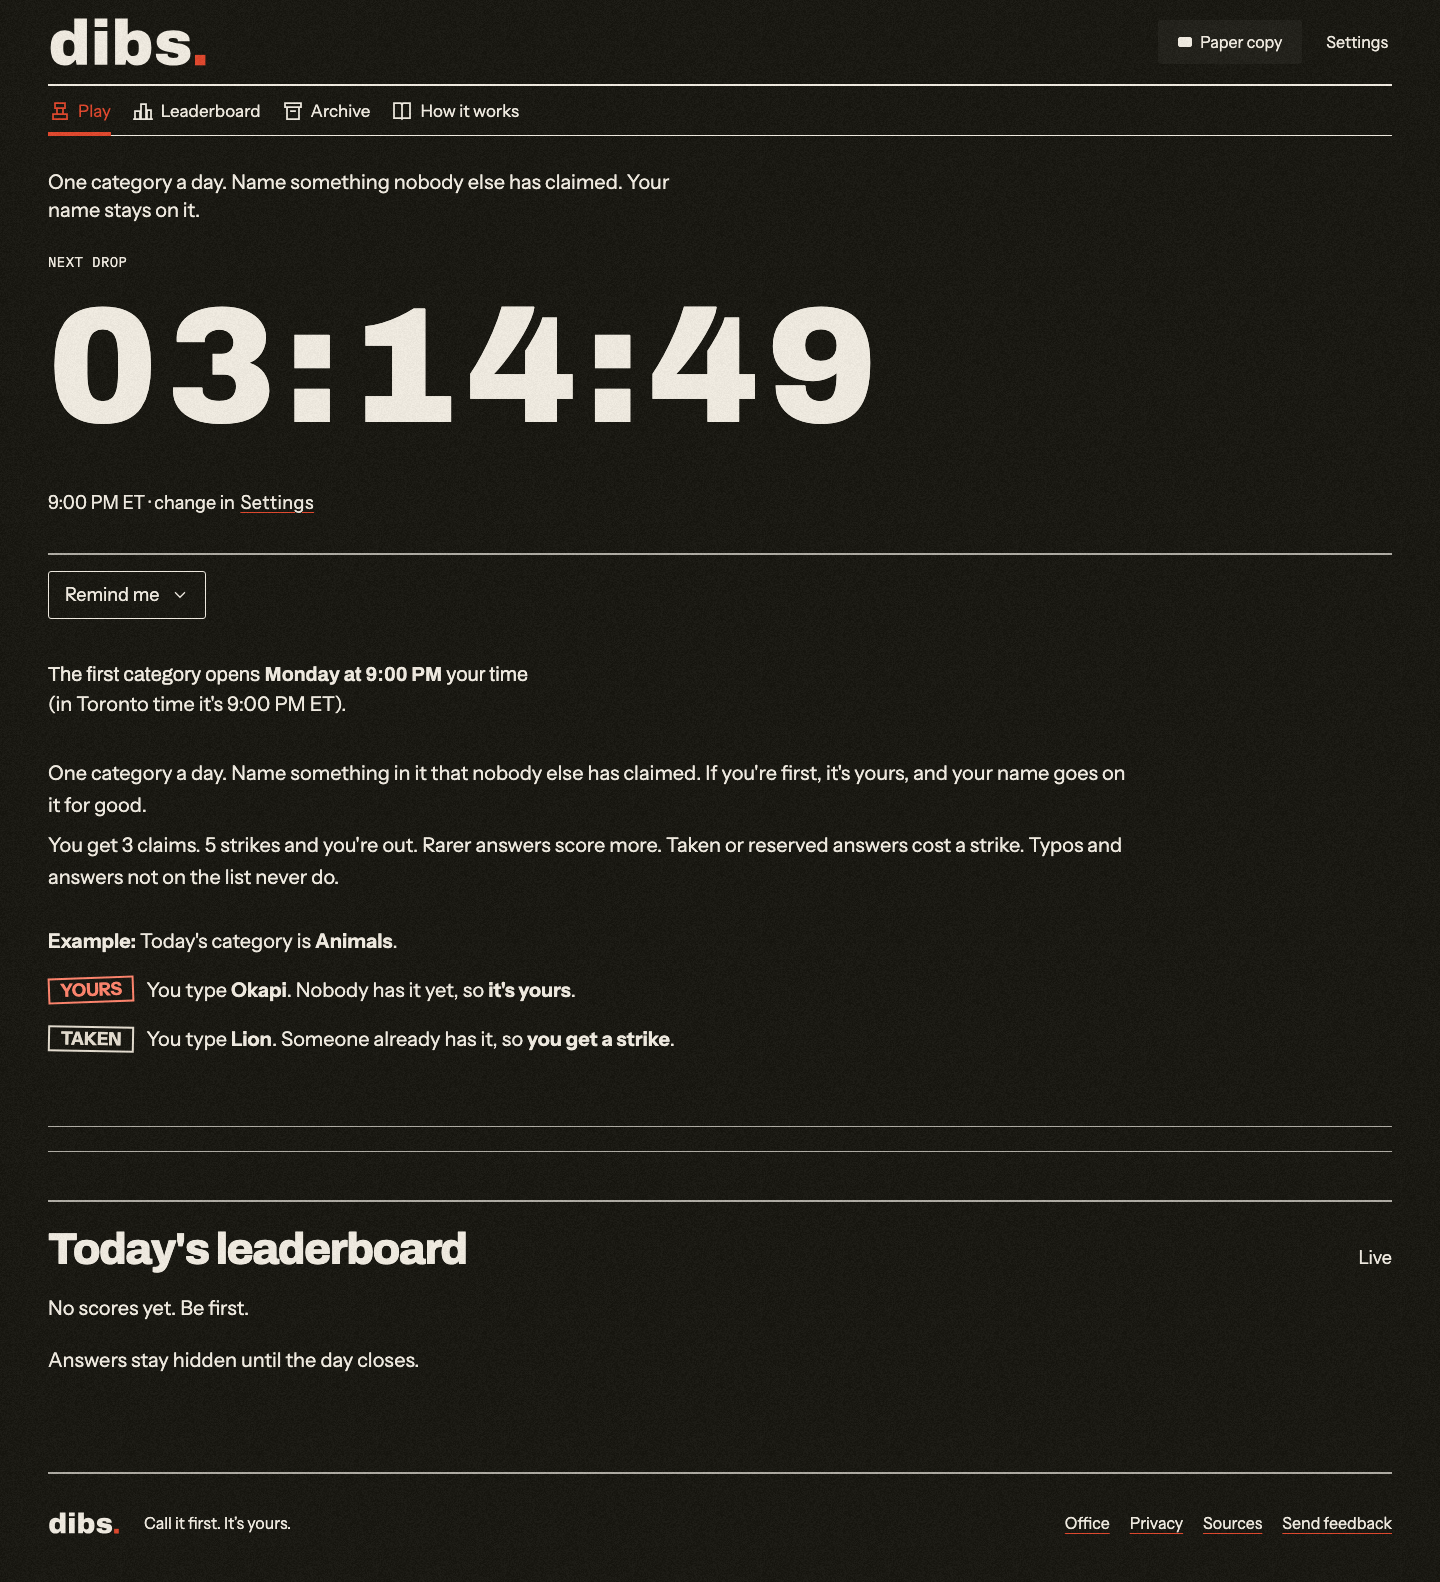 dibs.
Paper copy
Settings
Play
Leaderboard
Archive
How it works
One category a day. Name something nobody else has claimed. Your
name stays on it.
NEXT DROP
03:14:49
9:00 PM ET · change in Settings
Remind me
The first category opens Monday at 9:00 PM your time
(in Toronto time it's 9:00 PM ET).
One category a day. Name something in it that nobody else has claimed. If you're first, it's yours, and your name goes on
it for good.
You get 3 claims. 5 strikes and you're out. Rarer answers score more. Taken or reserved answers cost a strike. Typos and
answers not on the list never do.
Example: Today's category is Animals.
YOURS You type Okapi. Nobody has it yet, so it's yours.
TAKEN You type Lion. Someone already has it, so you get a strike.
Today's leaderboard
Live
No scores yet. Be first.
Answers stay hidden until the day closes.
dibs. Call it first. It's yours.
Office Privacy Sources Send feedback